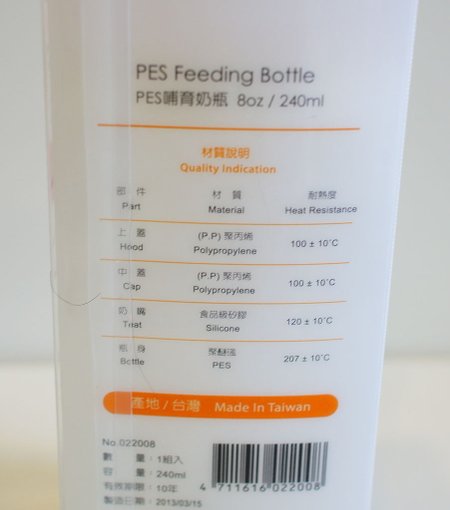 PES Feeding Bottle
PES哺育奶瓶 8oz / 240ml
材質說明
Quality Indication
部 件 材 質 耐熱度
Part Material Heat Resistance
上 蓋 (P.P) 聚丙烯 100 ± 10°C
Hood Polypropylene
中 蓋 (P.P) 聚丙烯 100 ± 10°C
Cap Polypropylene
奶 嘴 食品級矽膠 120 ± 10°C
Teat Silicone
瓶 身 聚醚碸 207 ± 10°C
Bottle PES
產地 / 台灣 Made In Taiwan
No.022008
數 量：1組入
容 量：240ml
有效期限：10年
製造日期：2013/03/15
4 711616 022008